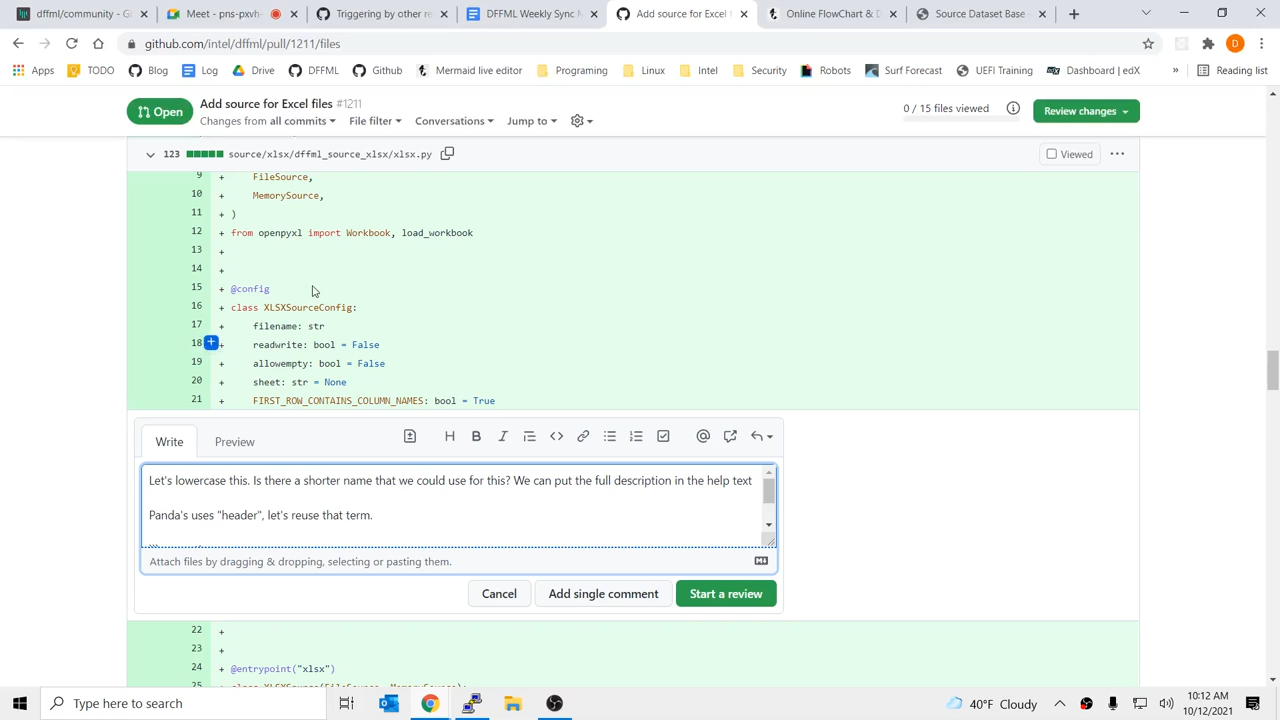 dffml/community - Gi
Meet - ns-pxvh-
Triggering by other re
DFFML Weekly Sync M
Add source for Excel f
Online FlowChart & D
Source Dataset Base
github.com/intel/dffml/pull/1211/files
D
Apps
TODO
Blog
Log
Drive
DFFML
Github
Mermaid live editor
Programing
Linux
Intel
Security
Robots
Surf Forecast
UEFI Training
Dashboard | edX
»
Reading list
Open
Add source for Excel files #1211
Changes from all commits
File filter
Conversations
Jump to
0 / 15 files viewed
Review changes
123 source/xlsx/dffml_source_xlsx/xlsx.py
Viewed
9 FileSource,
10 + MemorySource,
11 + )
12 + from openpyxl import Workbook, load_workbook
13 +
14 +
15 + @config
16 + class XLSXSourceConfig:
17 + filename: str
18 + readwrite: bool = False
19 + allowempty: bool = False
20 + sheet: str = None
21 + FIRST_ROW_CONTAINS_COLUMN_NAMES: bool = True
Write
Preview
Let's lowercase this. Is there a shorter name that we could use for this? We can put the full description in the help text
Panda's uses "header", let's reuse that term.
Attach files by dragging & dropping, selecting or pasting them.
Cancel
Add single comment
Start a review
22 +
23 +
24 + @entrypoint("xlsx")
25 class XLSXSource(FileSource, MemorySource):
Type here to search
40°F Cloudy
10:12 AM
10/12/2021